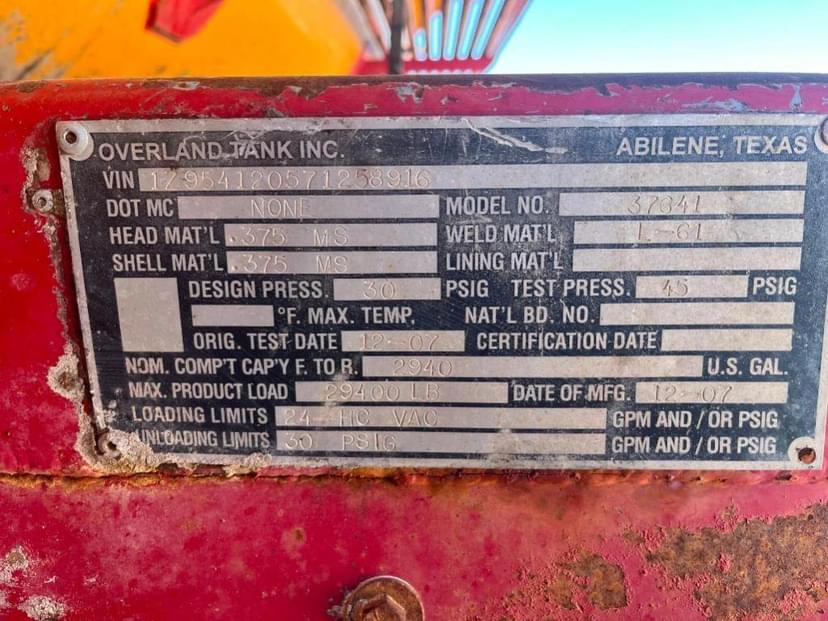 OVERLAND TANK INC. ABILENE, TEXAS
VIN 1Z954120571258916
DOT MC NONE MODEL NO. 37841
HEAD MAT'L .375 MS WELD MAT'L L-61
SHELL MAT'L .375 MS LINING MAT'L
DESIGN PRESS. 30 PSIG TEST PRESS. 45 PSIG
°F. MAX. TEMP. NAT'L BD. NO.
ORIG. TEST DATE 12-07 CERTIFICATION DATE
NOM. COMP'T CAP'Y F. TO R. 2940 U.S. GAL.
MAX. PRODUCT LOAD 29400 LB DATE OF MFG. 12-07
LOADING LIMITS 24 HG VAC GPM AND / OR PSIG
UNLOADING LIMITS 30 PSIG GPM AND / OR PSIG